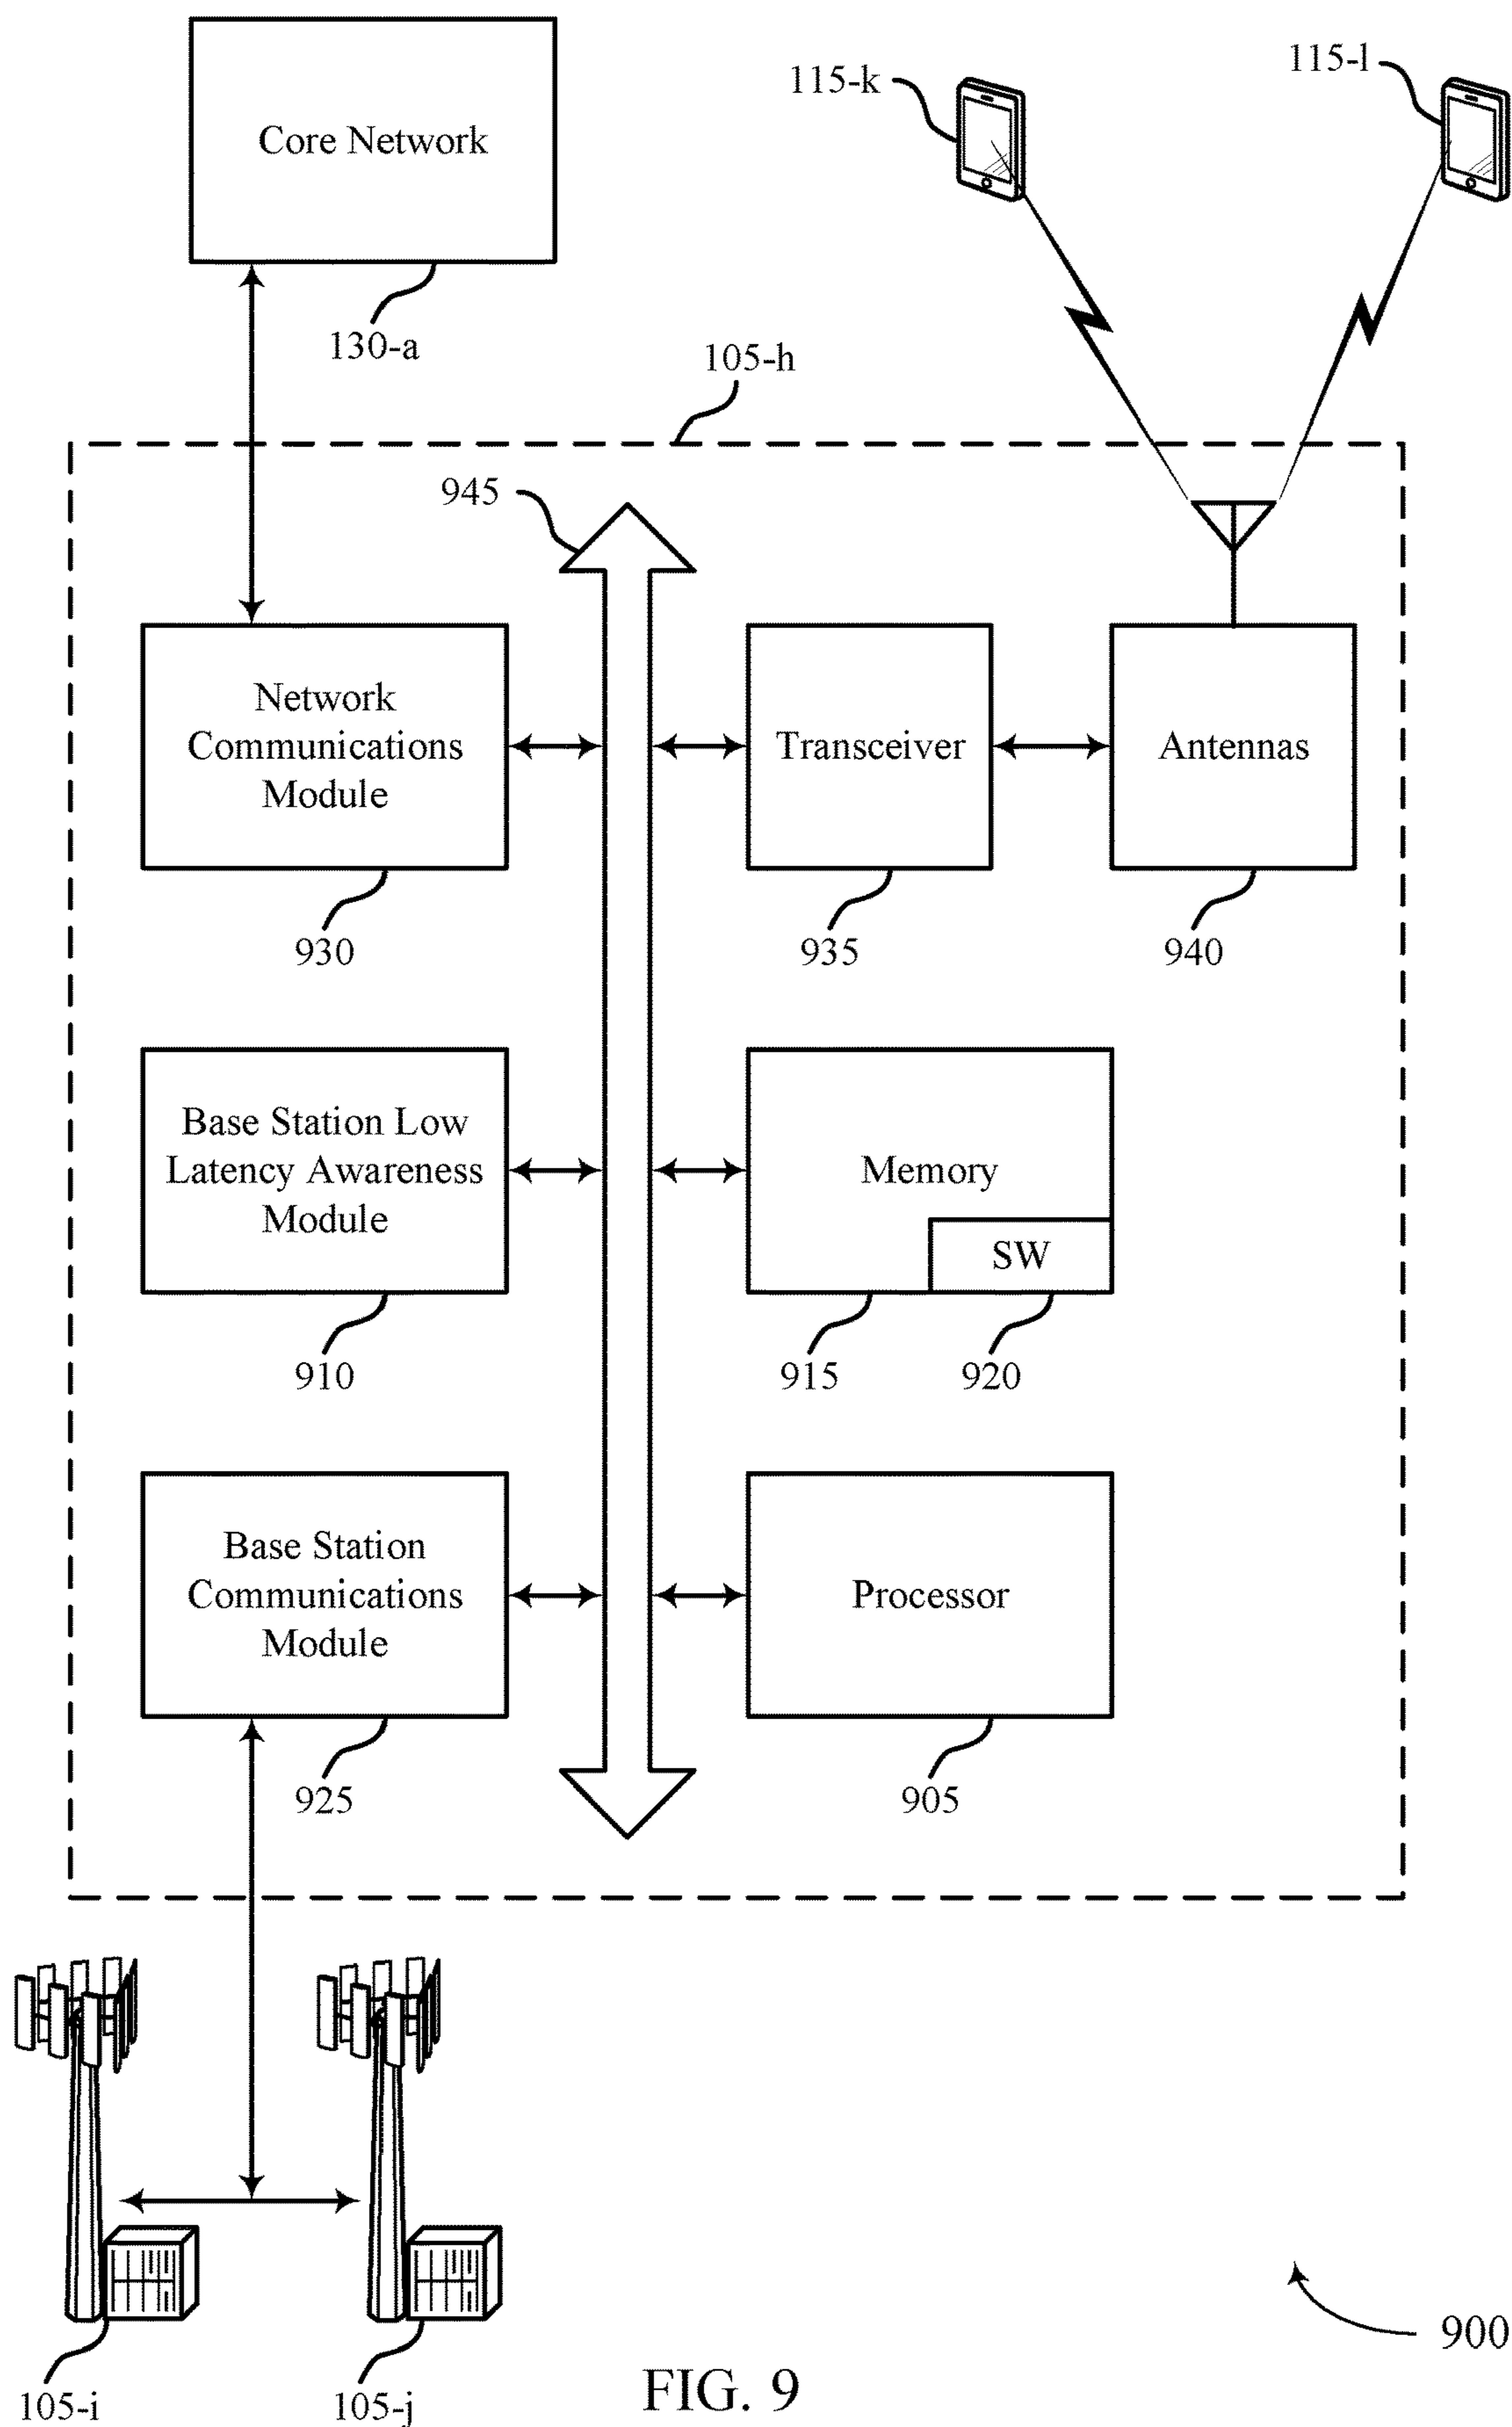 115-k
115-l
Core Network
130-a
105-h
945
Network
Communications
Module
Transceiver
Antennas
930
935
940
Base Station Low
Latency Awareness
Module
Memory
SW
910
915
920
Base Station
Communications
Module
Processor
925
905
900
105-i
105-j
FIG. 9